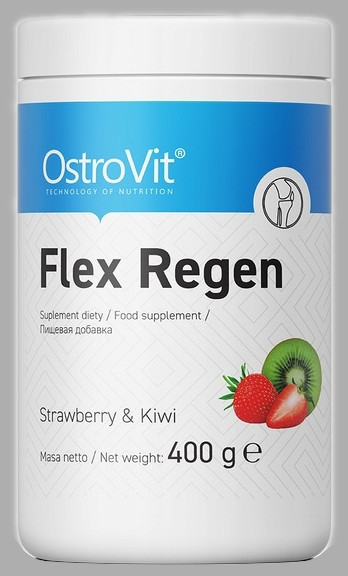 OstroVit®
TECHNOLOGY OF NUTRITION
Flex Regen
Suplement diety / Food supplement /
Пищевая добавка
Strawberry & Kiwi
Masa netto / Net weight: 400 g ℮